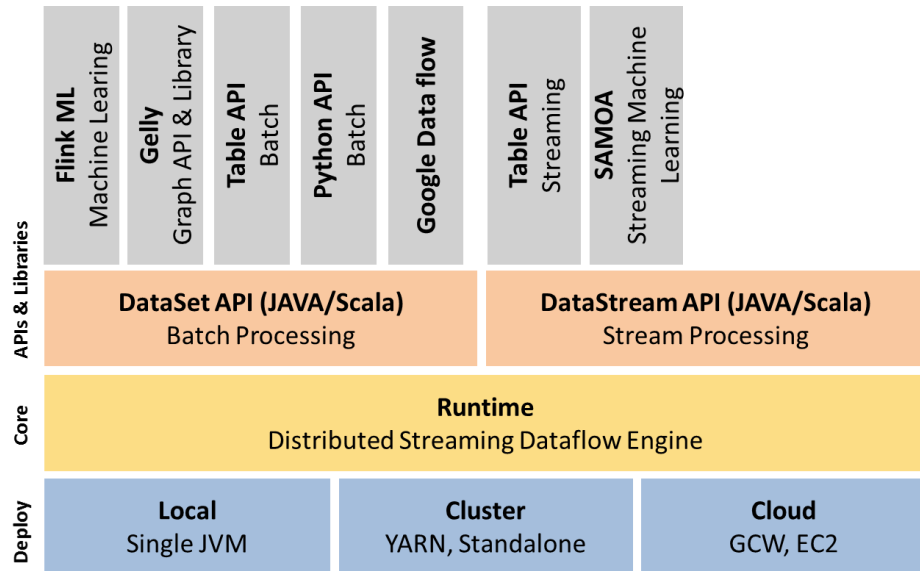 Flink ML
Machine Learing
Gelly
Graph API & Library
Table API
Batch
Python API
Batch
Google Data flow
Table API
Streaming
SAMOA
Streaming Machine
Learning
APIs & Libraries
DataSet API (JAVA/Scala)
Batch Processing
DataStream API (JAVA/Scala)
Stream Processing
Core
Runtime
Distributed Streaming Dataflow Engine
Deploy
Local
Single JVM
Cluster
YARN, Standalone
Cloud
GCW, EC2